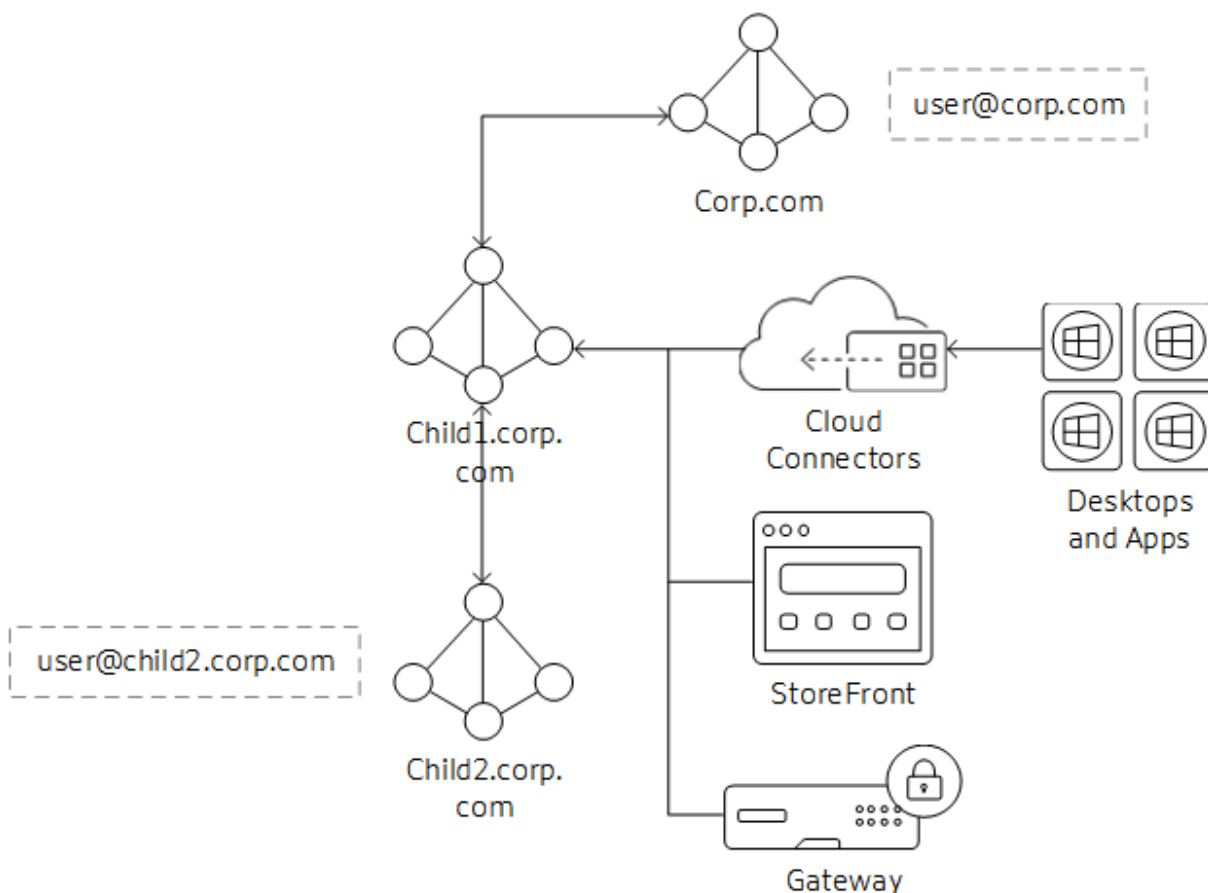 user@corp.com
Corp.com
Child1.corp.
com
Cloud
Connectors
Desktops
and Apps
user@child2.corp.com
StoreFront
Child2.corp.
com
Gateway